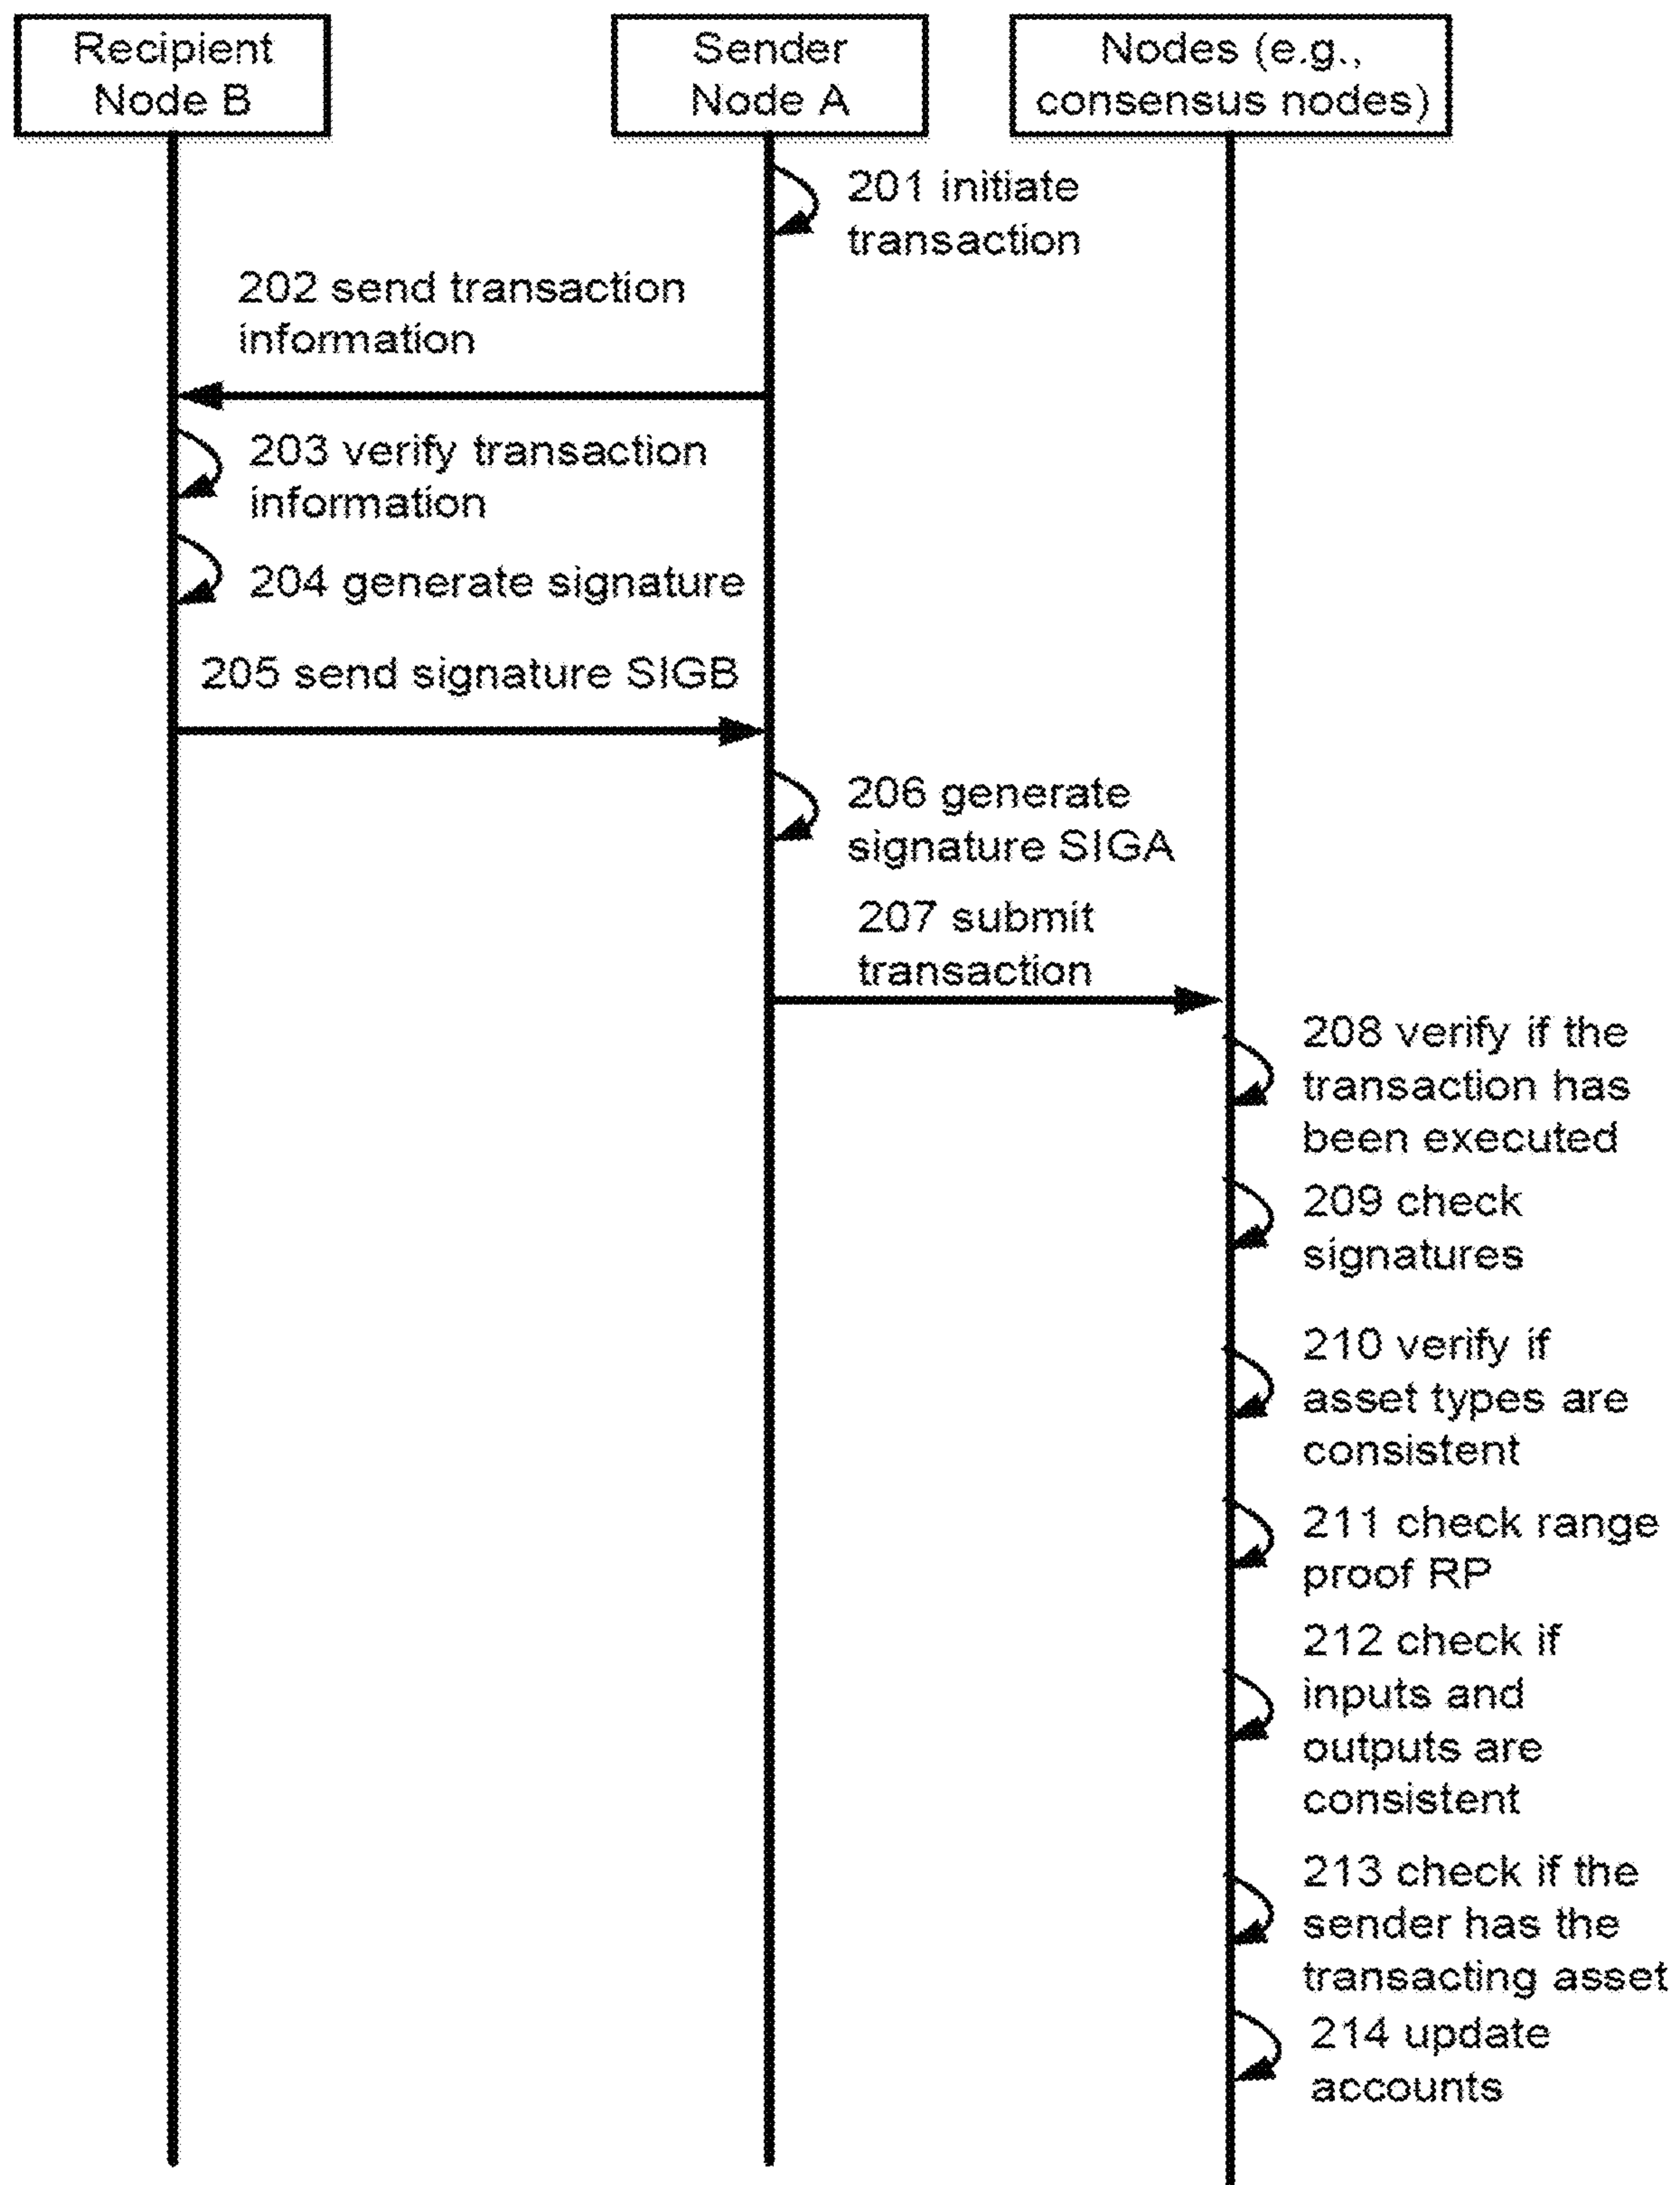 Recipient
Node B
Sender
Node A
Nodes (e.g.,
consensus nodes)
201 initiate
transaction
202 send transaction
information
203 verify transaction
information
204 generate signature
205 send signature SIGB
206 generate
signature SIGA
207 submit
transaction
208 verify if the
transaction has
been executed
209 check
signatures
210 verify if
asset types are
consistent
211 check range
proof RP
212 check if
inputs and
outputs are
consistent
213 check if the
sender has the
transacting asset
214 update
accounts